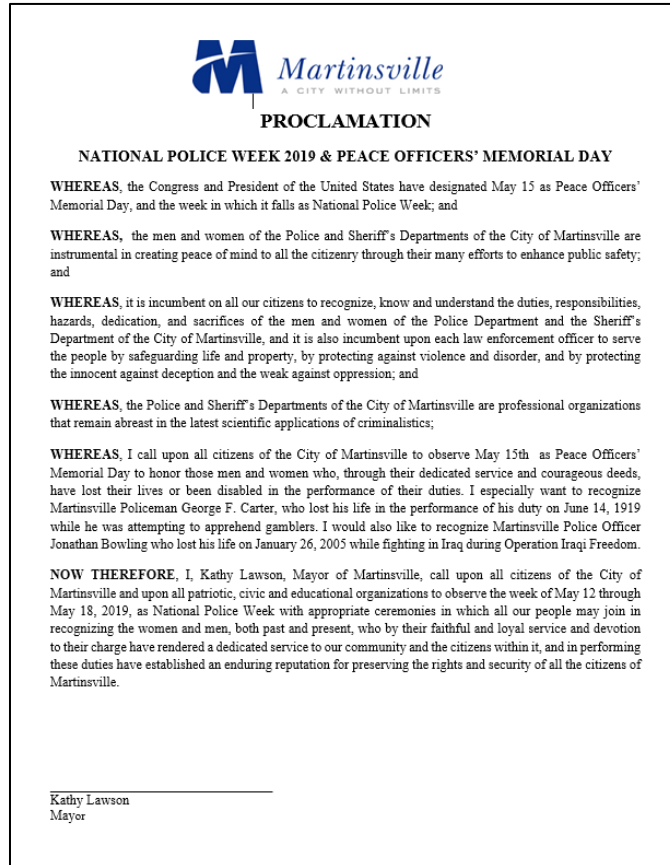 Martinsville
A CITY WITHOUT LIMITS
PROCLAMATION
NATIONAL POLICE WEEK 2019 & PEACE OFFICERS' MEMORIAL DAY
WHEREAS, the Congress and President of the United States have designated May 15 as Peace Officers'
Memorial Day, and the week in which it falls as National Police Week; and
WHEREAS, the men and women of the Police and Sheriff's Departments of the City of Martinsville are
instrumental in creating peace of mind to all the citizenry through their many efforts to enhance public safety;
and
WHEREAS, it is incumbent on all our citizens to recognize, know and understand the duties, responsibilities,
hazards, dedication, and sacrifices of the men and women of the Police Department and the Sheriff's
Department of the City of Martinsville, and it is also incumbent upon each law enforcement officer to serve
the people by safeguarding life and property, by protecting against violence and disorder, and by protecting
the innocent against deception and the weak against oppression; and
WHEREAS, the Police and Sheriff's Departments of the City of Martinsville are professional organizations
that remain abreast in the latest scientific applications of criminalistics;
WHEREAS, I call upon all citizens of the City of Martinsville to observe May 15th as Peace Officers'
Memorial Day to honor those men and women who, through their dedicated service and courageous deeds,
have lost their lives or been disabled in the performance of their duties. I especially want to recognize
Martinsville Policeman George F. Carter, who lost his life in the performance of his duty on June 14, 1919
while he was attempting to apprehend gamblers. I would also like to recognize Martinsville Police Officer
Jonathan Bowling who lost his life on January 26, 2005 while fighting in Iraq during Operation Iraqi Freedom.
NOW THEREFORE, I, Kathy Lawson, Mayor of Martinsville, call upon all citizens of the City of
Martinsville and upon all patriotic, civic and educational organizations to observe the week of May 12 through
May 18, 2019, as National Police Week with appropriate ceremonies in which all our people may join in
recognizing the women and men, both past and present, who by their faithful and loyal service and devotion
to their charge have rendered a dedicated service to our community and the citizens within it, and in performing
these duties have established an enduring reputation for preserving the rights and security of all the citizens of
Martinsville.
Kathy Lawson
Mayor